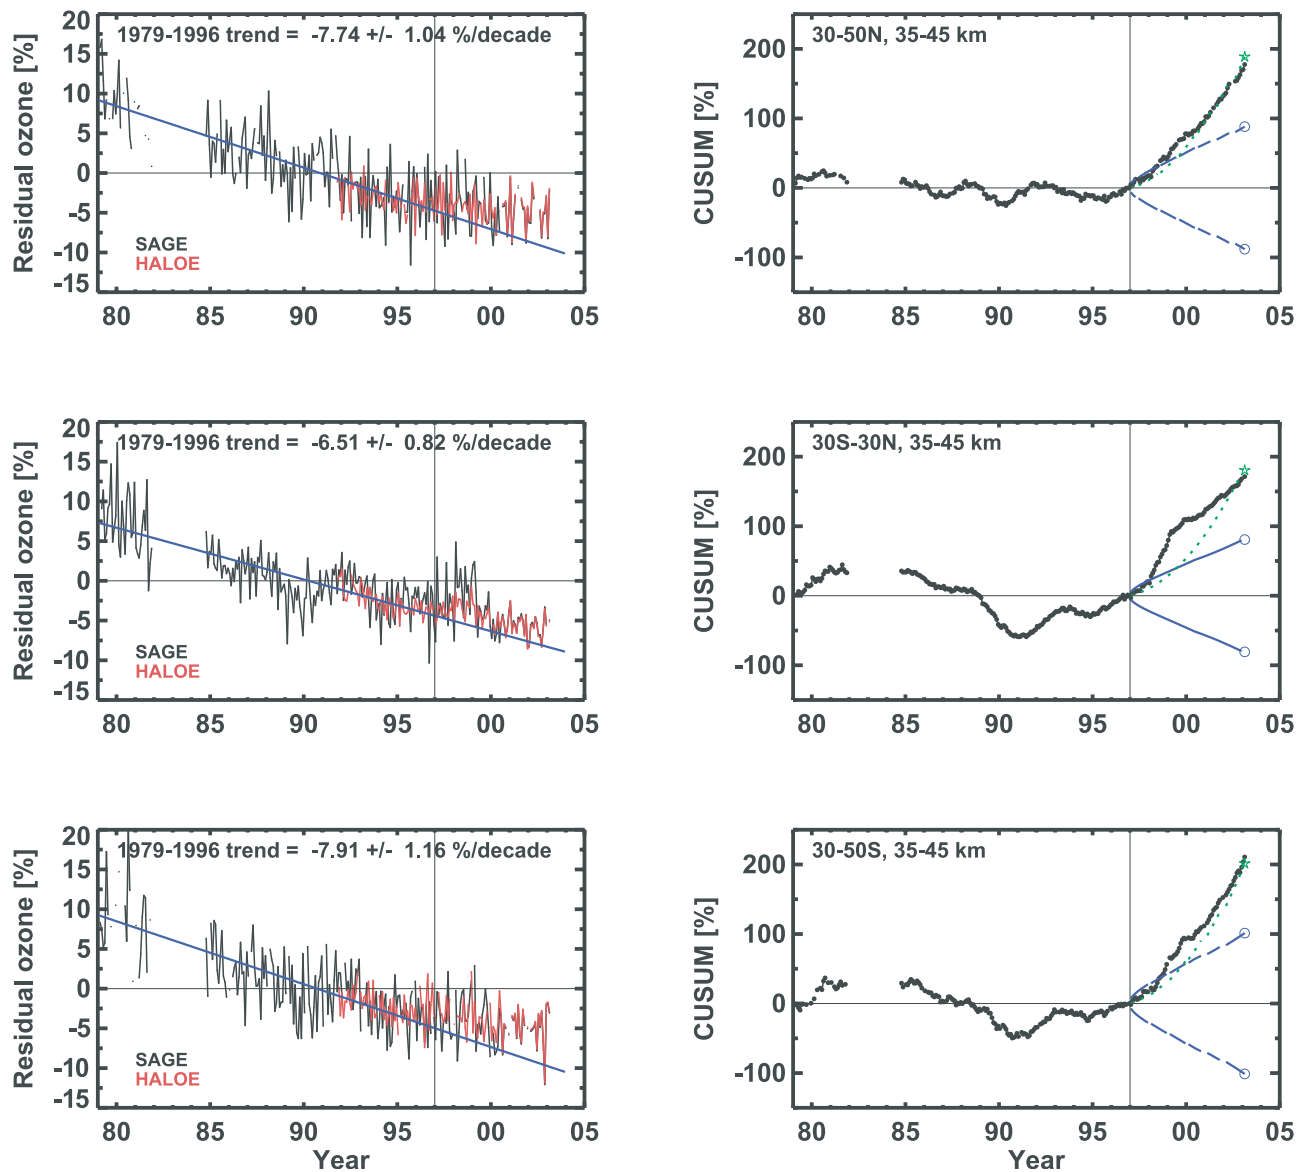 1979-1996 trend = -7.74 +/- 1.04 %/decade
Residual ozone [%]
20
15
10
5
0
-5
-10
-15
SAGE
HALOE
80 85 90 95 00 05
30-50N, 35-45 km
CUSUM [%]
200
100
0
-100
80 85 90 95 00 05
1979-1996 trend = -6.51 +/- 0.82 %/decade
Residual ozone [%]
20
15
10
5
0
-5
-10
-15
SAGE
HALOE
80 85 90 95 00 05
30S-30N, 35-45 km
CUSUM [%]
200
100
0
-100
80 85 90 95 00 05
1979-1996 trend = -7.91 +/- 1.16 %/decade
Residual ozone [%]
20
15
10
5
0
-5
-10
-15
SAGE
HALOE
80 85 90 95 00 05
Year
30-50S, 35-45 km
CUSUM [%]
200
100
0
-100
80 85 90 95 00 05
Year